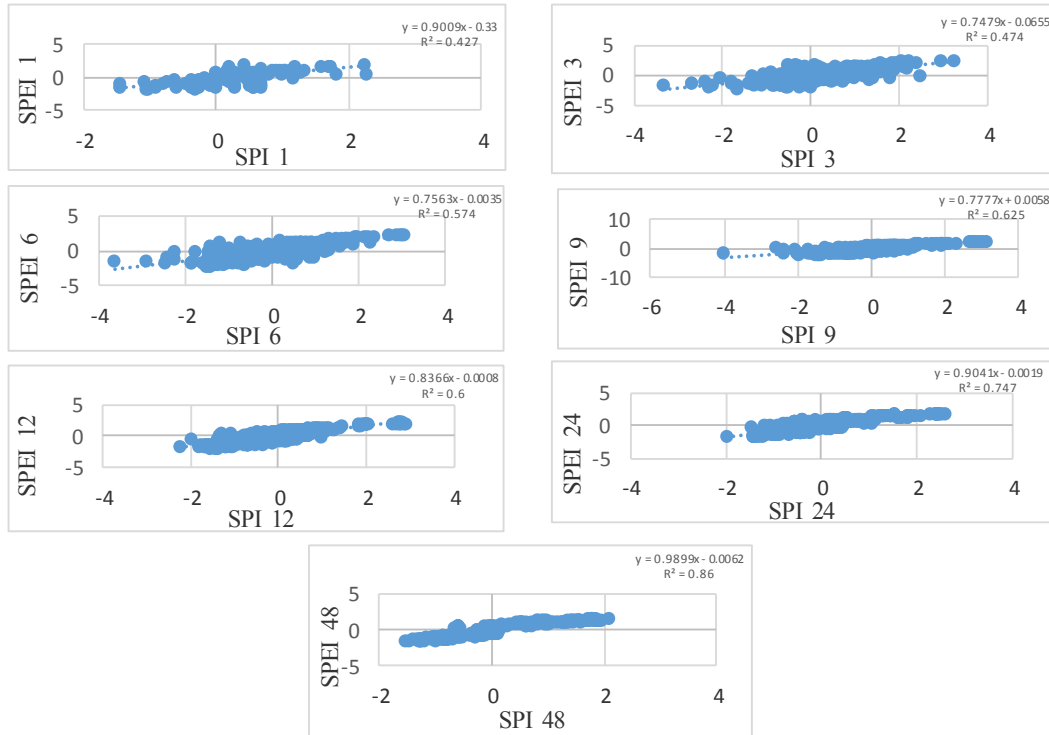 y = 0.9009x - 0.33
R² = 0.427
5
0
-5
-2
0
2
4
SPEI 1
SPI 1
y = 0.7479x - 0.0655
R² = 0.474
5
0
-5
-4
-2
0
2
4
SPEI 3
SPI 3
y = 0.7563x - 0.0035
R² = 0.574
5
0
-5
-4
-2
0
2
4
SPEI 6
SPI 6
y = 0.7777x + 0.0058
R² = 0.625
10
0
-10
-6
-4
-2
0
2
4
SPEI 9
SPI 9
y = 0.8366x - 0.0008
R² = 0.6
5
0
-5
-4
-2
0
2
4
SPEI 12
SPI 12
y = 0.9041x - 0.0019
R² = 0.747
5
0
-5
-4
-2
0
2
4
SPEI 24
SPI 24
y = 0.9899x - 0.0062
R² = 0.86
5
0
-5
-2
0
2
4
SPEI 48
SPI 48